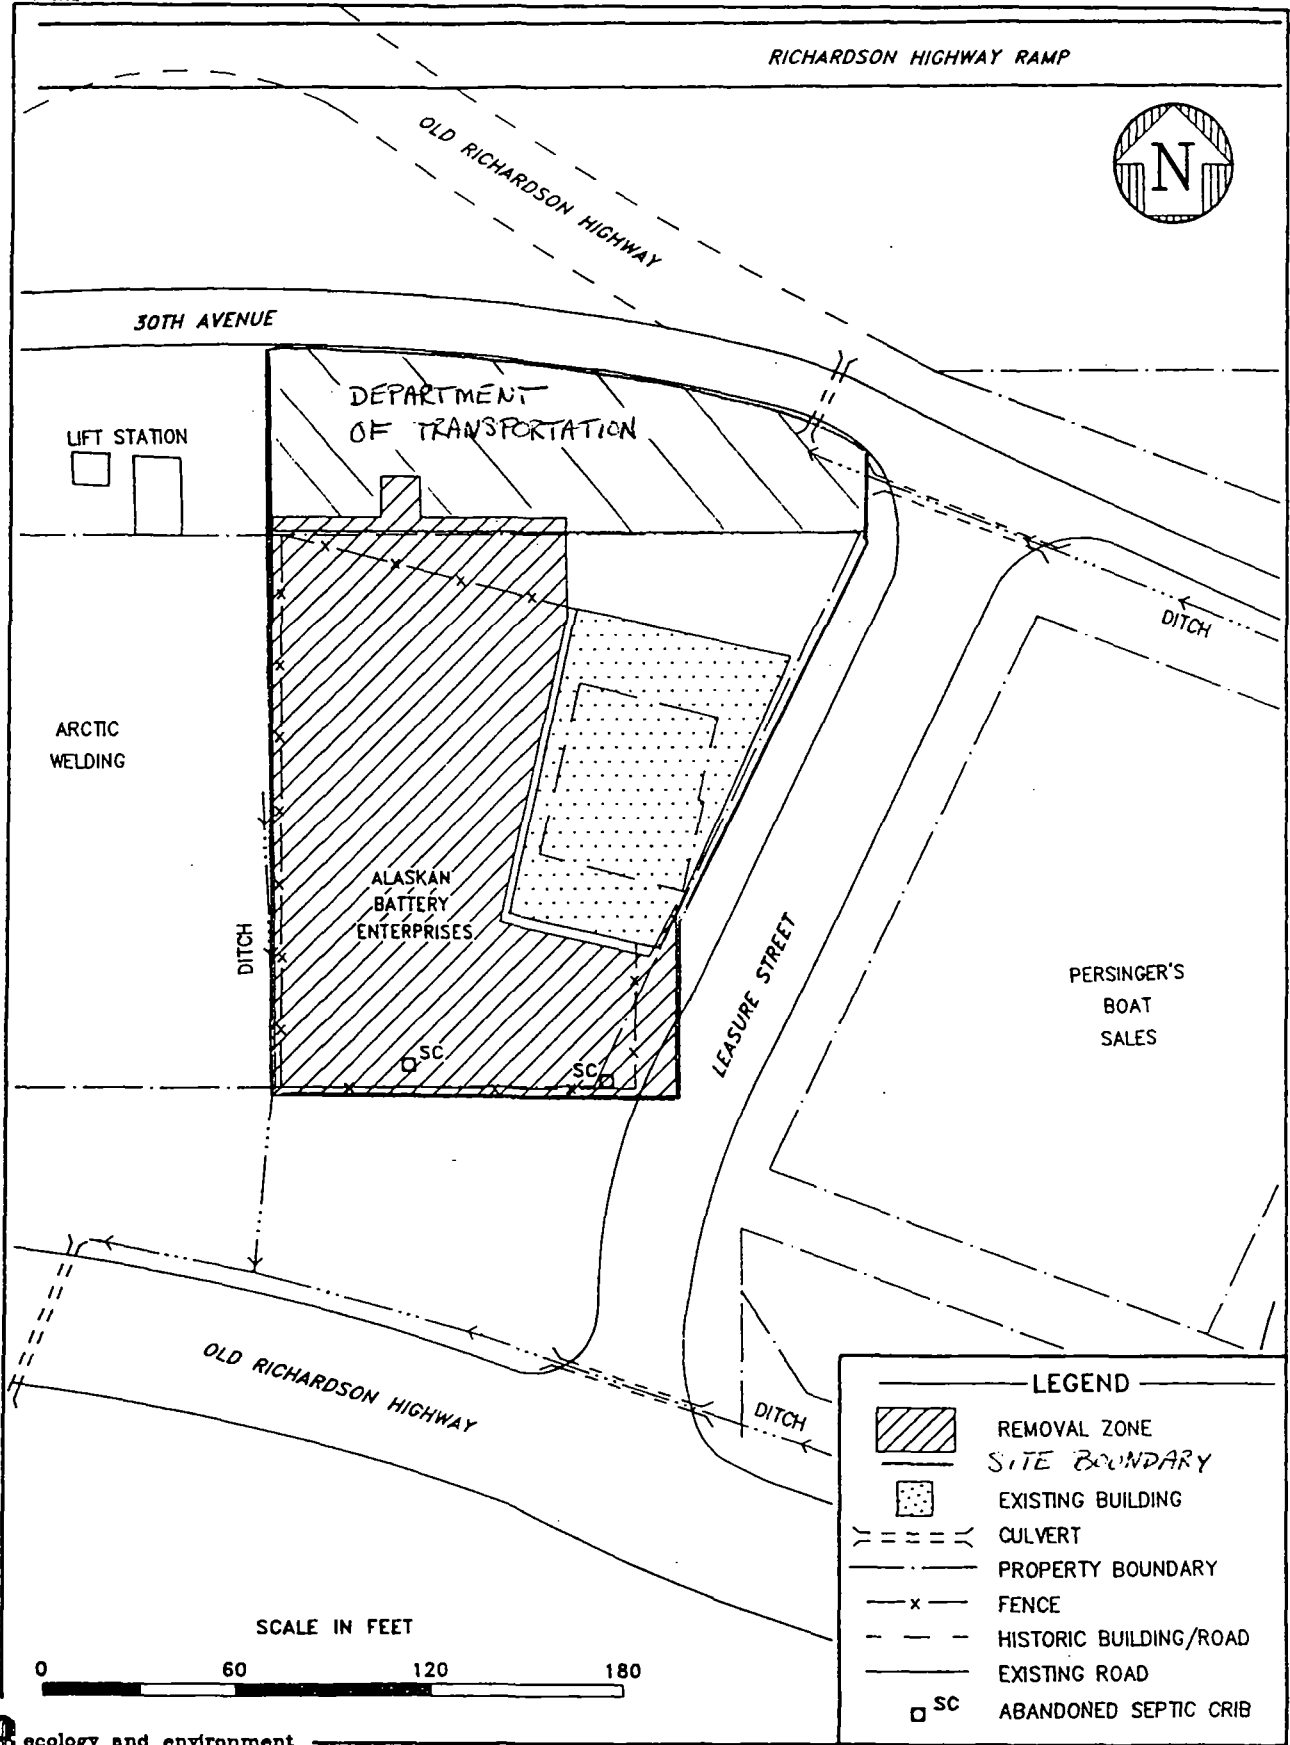 RICHARDSON HIGHWAY RAMP
OLD RICHARDSON HIGHWAY
N
30TH AVENUE
DEPARTMENT
OF TRANSPORTATION
LIFT STATION
DITCH
ARCTIC
WELDING
ALASKAN
BATTERY
ENTERPRISES
DITCH
LEASURE STREET
PERSINGER'S
BOAT
SALES
SC
SC
OLD RICHARDSON HIGHWAY
DITCH
LEGEND
REMOVAL ZONE
SITE BOUNDARY
EXISTING BUILDING
CULVERT
PROPERTY BOUNDARY
FENCE
HISTORIC BUILDING/ROAD
EXISTING ROAD
SC ABANDONED SEPTIC CRIB
SCALE IN FEET
0 60 120 180
ecology and environment